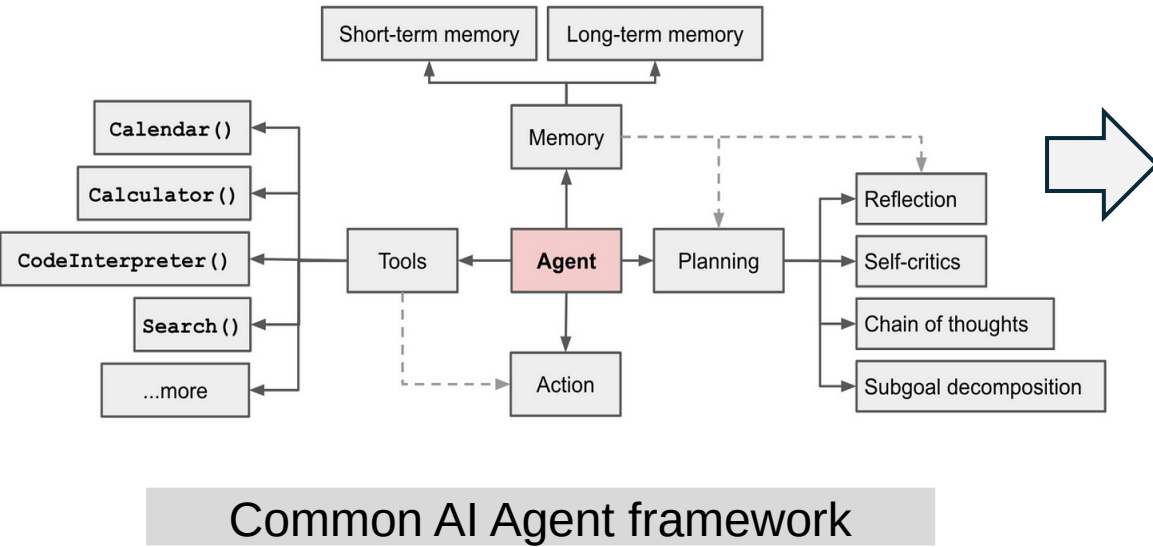 Short-term memory
Long-term memory
Calendar()
Memory
Calculator()
Reflection
CodeInterpreter()
Tools
Agent
Planning
Self-critics
Search()
Chain of thoughts
...more
Action
Subgoal decomposition
Common AI Agent framework